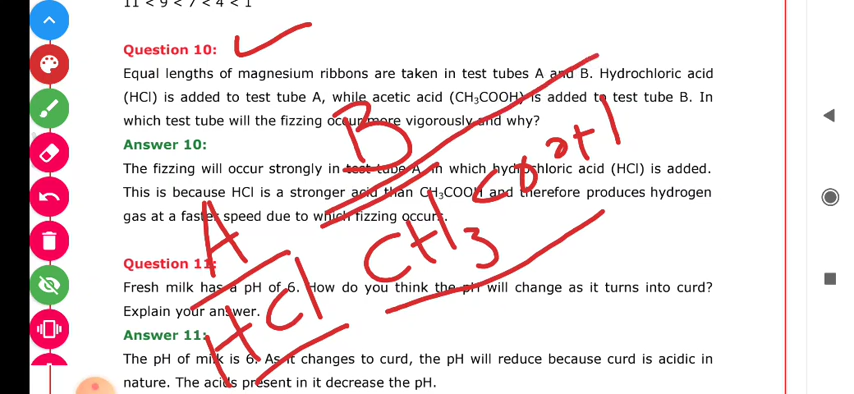 11 < 9 < 7 < 4 < 1
Question 10:
Equal lengths of magnesium ribbons are taken in test tubes A and B. Hydrochloric acid
(HCl) is added to test tube A, while acetic acid (CH₃COOH) is added to test tube B. In
which test tube will the fizzing occur more vigorously and why?
Answer 10:
The fizzing will occur strongly in test tube A, in which hydrochloric acid (HCl) is added.
This is because HCl is a stronger acid than CH₃COOH and therefore produces hydrogen
gas at a faster speed due to which fizzing occurs.
Question 11:
Fresh milk has a pH of 6. How do you think the pH will change as it turns into curd?
Explain your answer.
Answer 11:
The pH of milk is 6. As it changes to curd, the pH will reduce because curd is acidic in
nature. The acids present in it decrease the pH.
B
CH3COOH
A
HCl